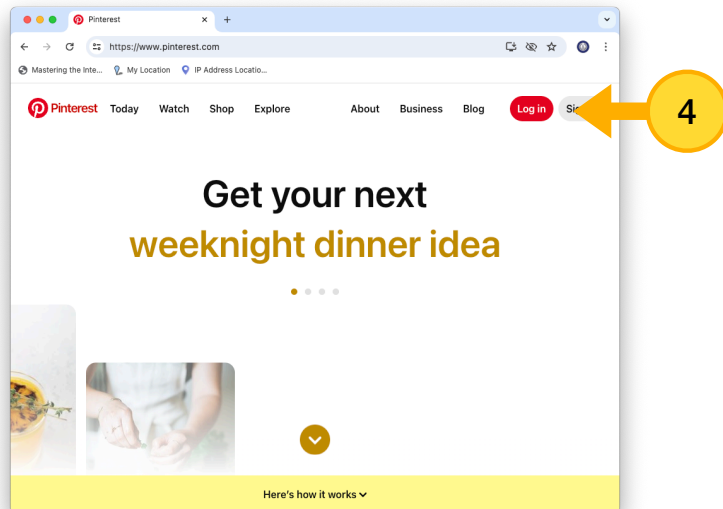 Pinterest
https://www.pinterest.com
Mastering the Inte... My Location IP Address Locatio...
Pinterest Today Watch Shop Explore About Business Blog Log in
4
Get your next
weeknight dinner idea
Here's how it works